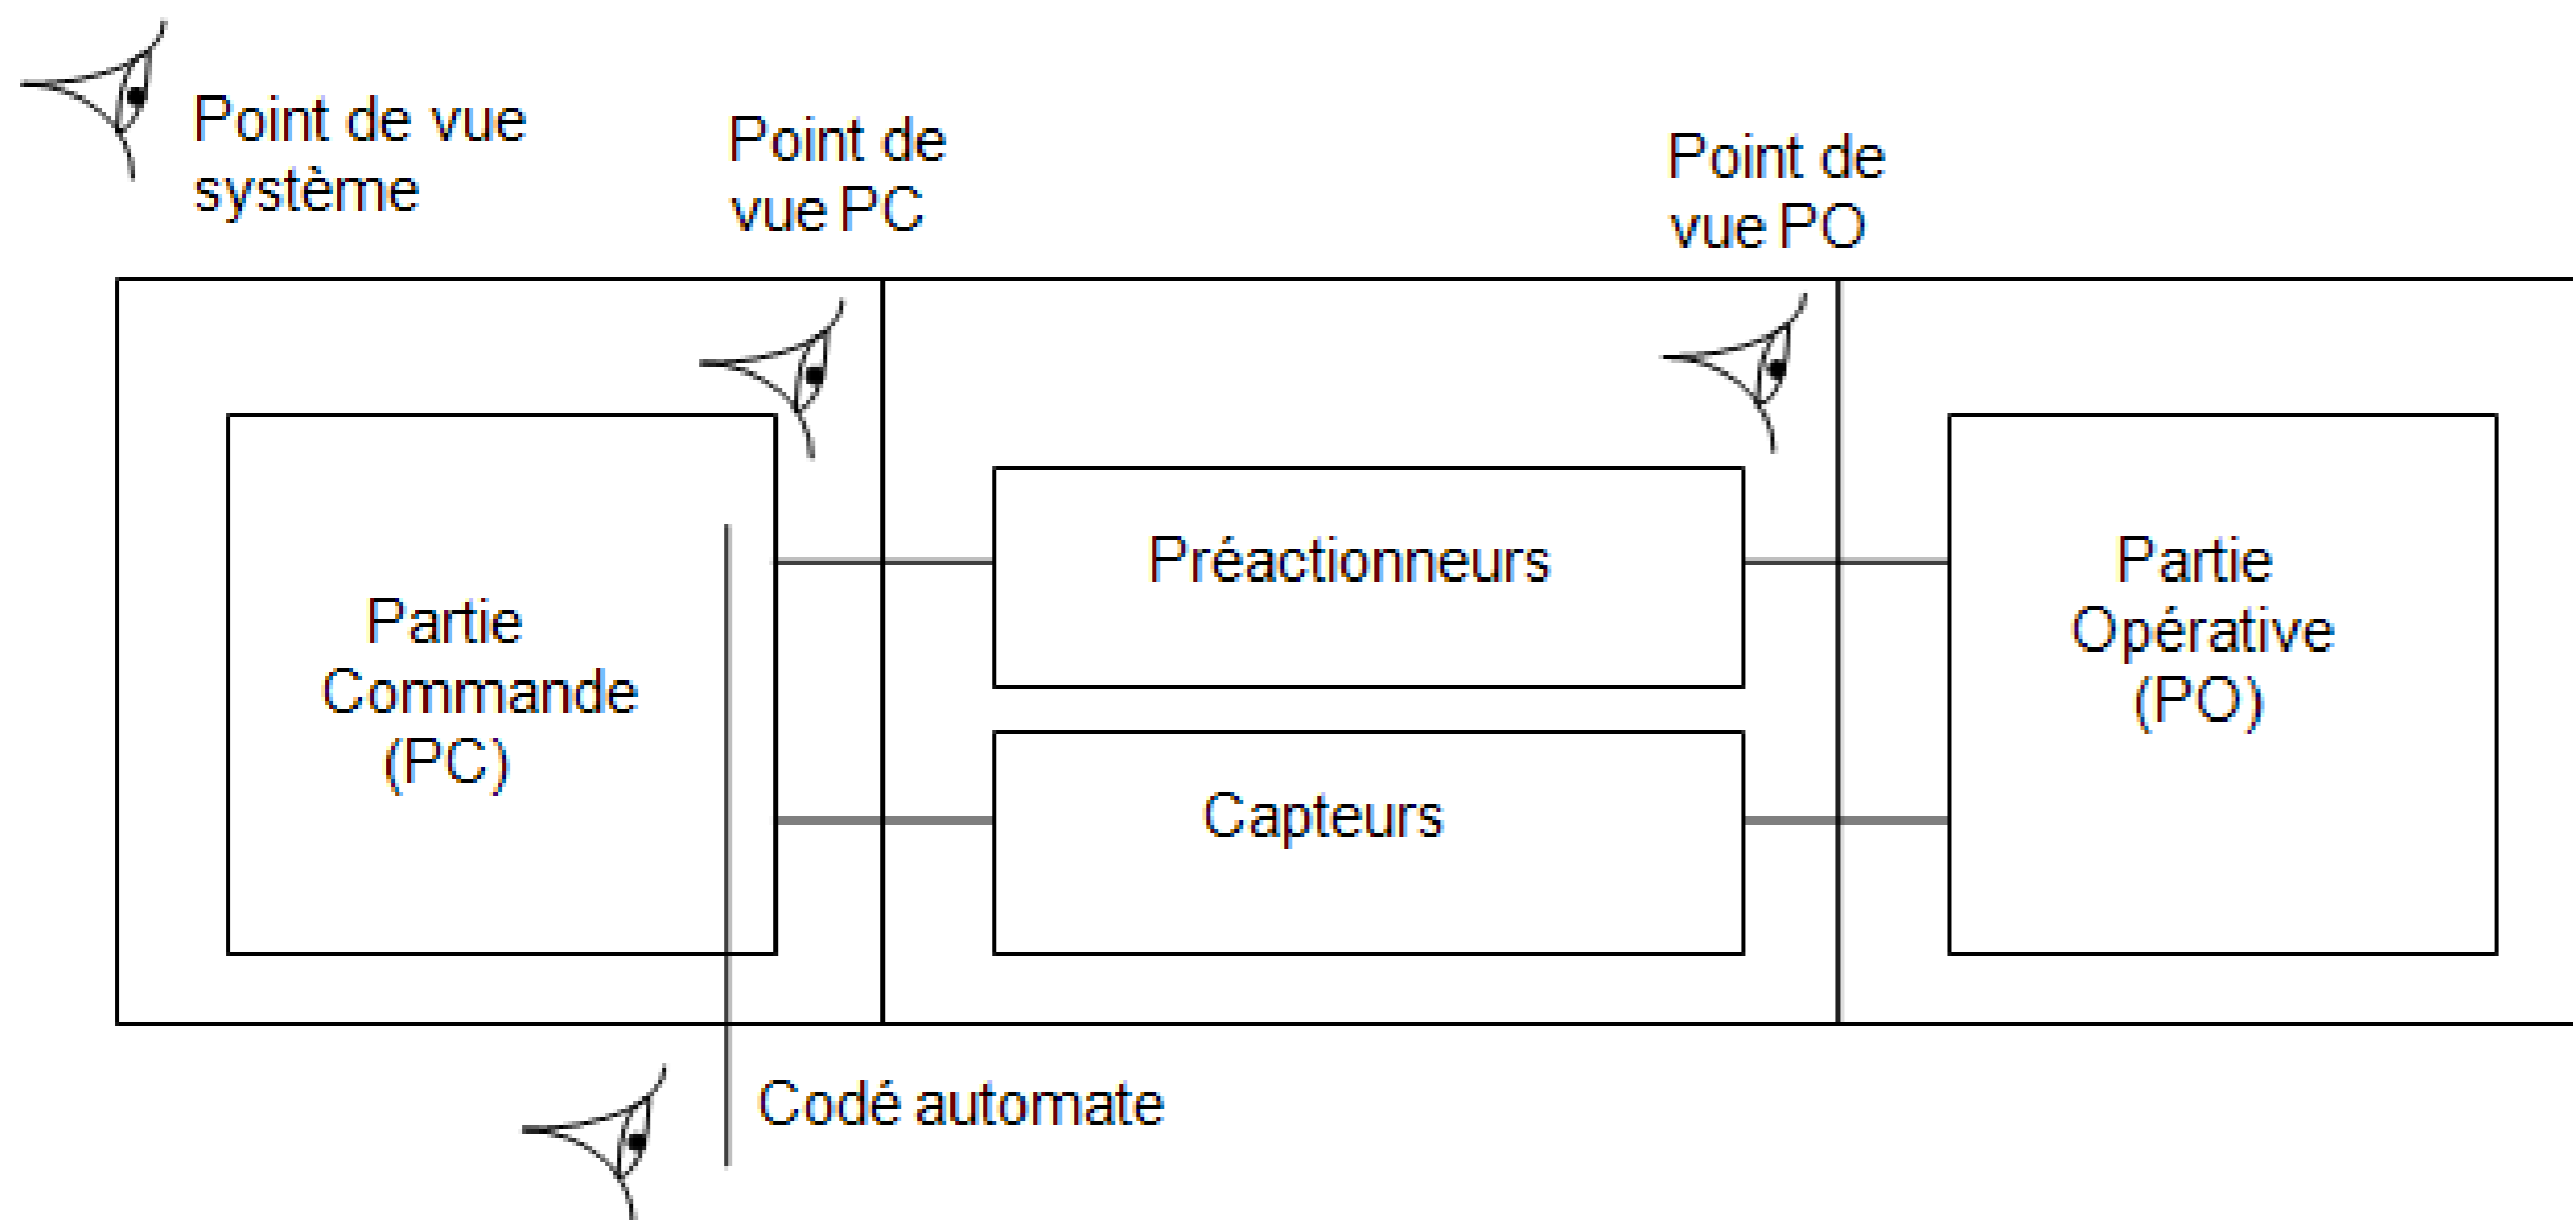 Point de vue
système
Point de
vue PC
Point de
vue PO
Partie
Commande
(PC)
Préactionneurs
Capteurs
Partie
Opérative
(PO)
Codé automate